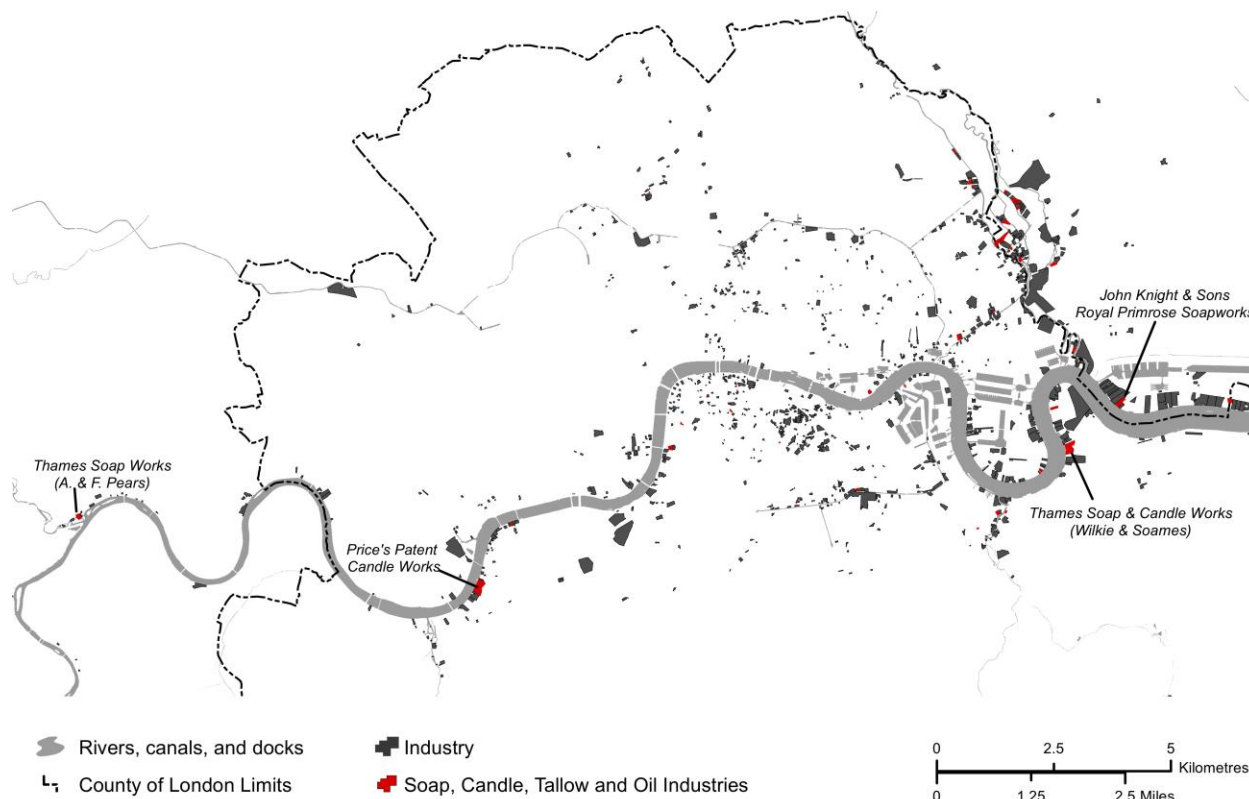 John Knight & Sons
Royal Primrose Soapworks
Thames Soap Works
(A. & F. Pears)
Price's Patent
Candle Works
Thames Soap & Candle Works
(Wilkie & Soames)
Rivers, canals, and docks
Industry
County of London Limits
Soap, Candle, Tallow and Oil Industries
0 2.5 5
Kilometres
0 1.25 2.5 Miles